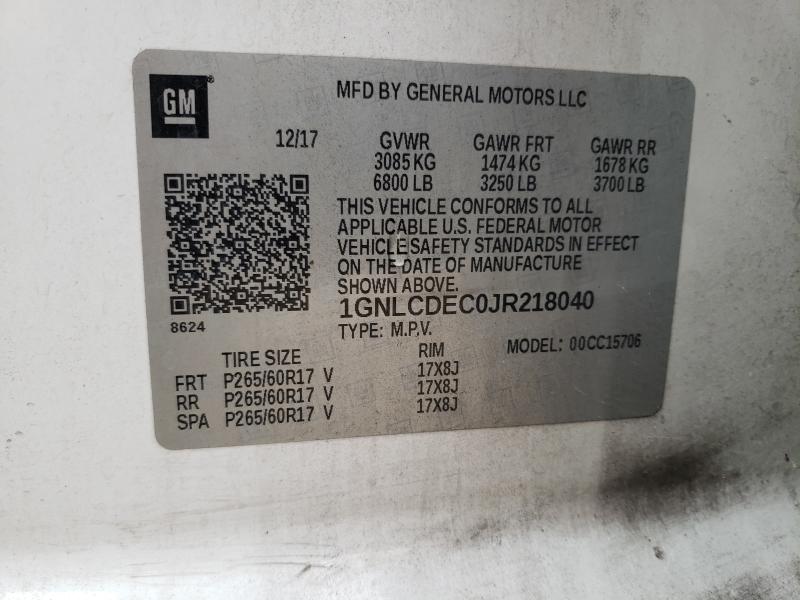 GM®
MFD BY GENERAL MOTORS LLC
12/17 GVWR GAWR FRT GAWR RR
3085 KG 1474 KG 1678 KG
6800 LB 3250 LB 3700 LB
THIS VEHICLE CONFORMS TO ALL
APPLICABLE U.S. FEDERAL MOTOR
VEHICLE SAFETY STANDARDS IN EFFECT
ON THE DATE OF MANUFACTURE
SHOWN ABOVE.
1GNLCDEC0JR218040
8624
TYPE: M.P.V.
MODEL: 00CC15706
TIRE SIZE RIM
FRT P265/60R17 V 17X8J
RR P265/60R17 V 17X8J
SPA P265/60R17 V 17X8J